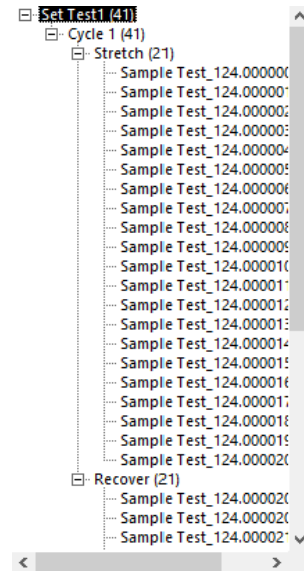 Set Test1 (41)
Cycle 1 (41)
Stretch (21)
Sample Test_124.000000
Sample Test_124.000001
Sample Test_124.000002
Sample Test_124.000003
Sample Test_124.000004
Sample Test_124.000005
Sample Test_124.000006
Sample Test_124.000007
Sample Test_124.000008
Sample Test_124.000009
Sample Test_124.000010
Sample Test_124.000011
Sample Test_124.000012
Sample Test_124.000013
Sample Test_124.000014
Sample Test_124.000015
Sample Test_124.000016
Sample Test_124.000017
Sample Test_124.000018
Sample Test_124.000019
Sample Test_124.000020
Recover (21)
Sample Test_124.000020
Sample Test_124.000020
Sample Test_124.000021